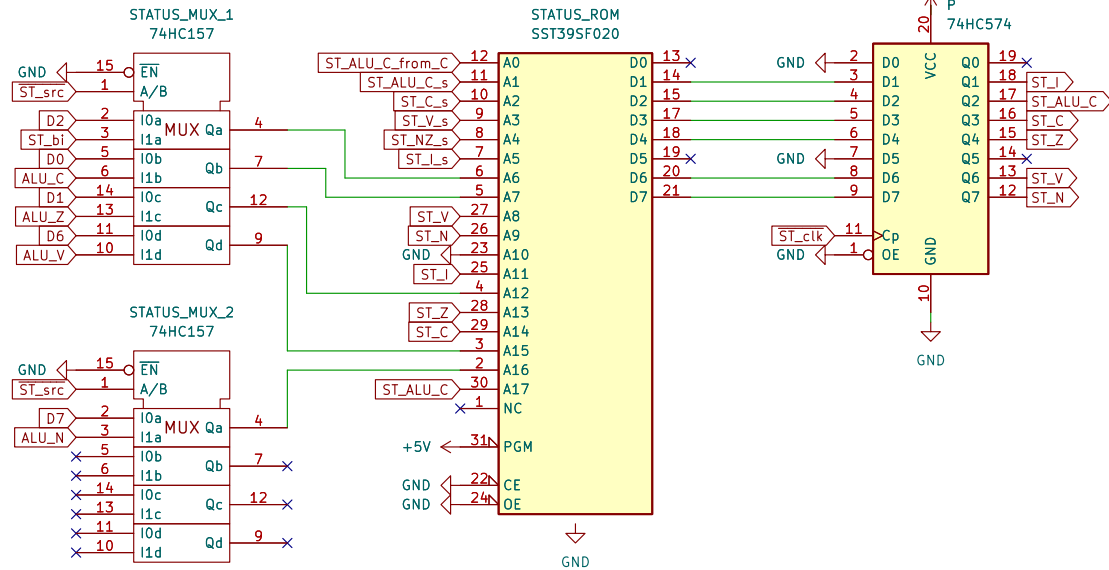 STATUS_MUX_1
74HC157
GND 15 EN
ST_src 1 A/B
D2 2 I0a MUX Qa 4
ST_bi 3 I1a
D0 5 I0b Qb 7
ALU_C 6 I1b
D1 14 I0c Qc 12
ALU_Z 13 I1c
D6 11 I0d Qd 9
ALU_V 10 I1d
STATUS_MUX_2
74HC157
GND 15 EN
ST_src 1 A/B
D7 2 I0a MUX Qa 4
ALU_N 3 I1a
5 I0b Qb 7
6 I1b
14 I0c Qc 12
13 I1c
11 I0d Qd 9
10 I1d
STATUS_ROM
SST39SF020
ST_ALU_C_from_C 12 A0 D0 13
ST_ALU_C_s 11 A1 D1 14
ST_C_s 10 A2 D2 15
ST_V_s 9 A3 D3 17
ST_NZ_s 8 A4 D4 18
ST_I_s 7 A5 D5 19
6 A6 D6 20
5 A7 D7 21
ST_V 27 A8
ST_N 26 A9
GND 23 A10
ST_I 25 A11
4 A12
ST_Z 28 A13
ST_C 29 A14
3 A15
2 A16
ST_ALU_C 30 A17
1 NC
+5V 31 PGM
GND 22 CE
GND 24 OE
GND
P
74HC574
20
VCC
GND 2 D0 Q0 19
3 D1 Q1 18 ST_I
4 D2 Q2 17 ST_ALU_C
5 D3 Q3 16 ST_C
6 D4 Q4 15 ST_Z
GND 7 D5 Q5 14
8 D6 Q6 13 ST_V
9 D7 Q7 12 ST_N
ST_clk 11 Cp
GND 1 OE
GND
10
GND